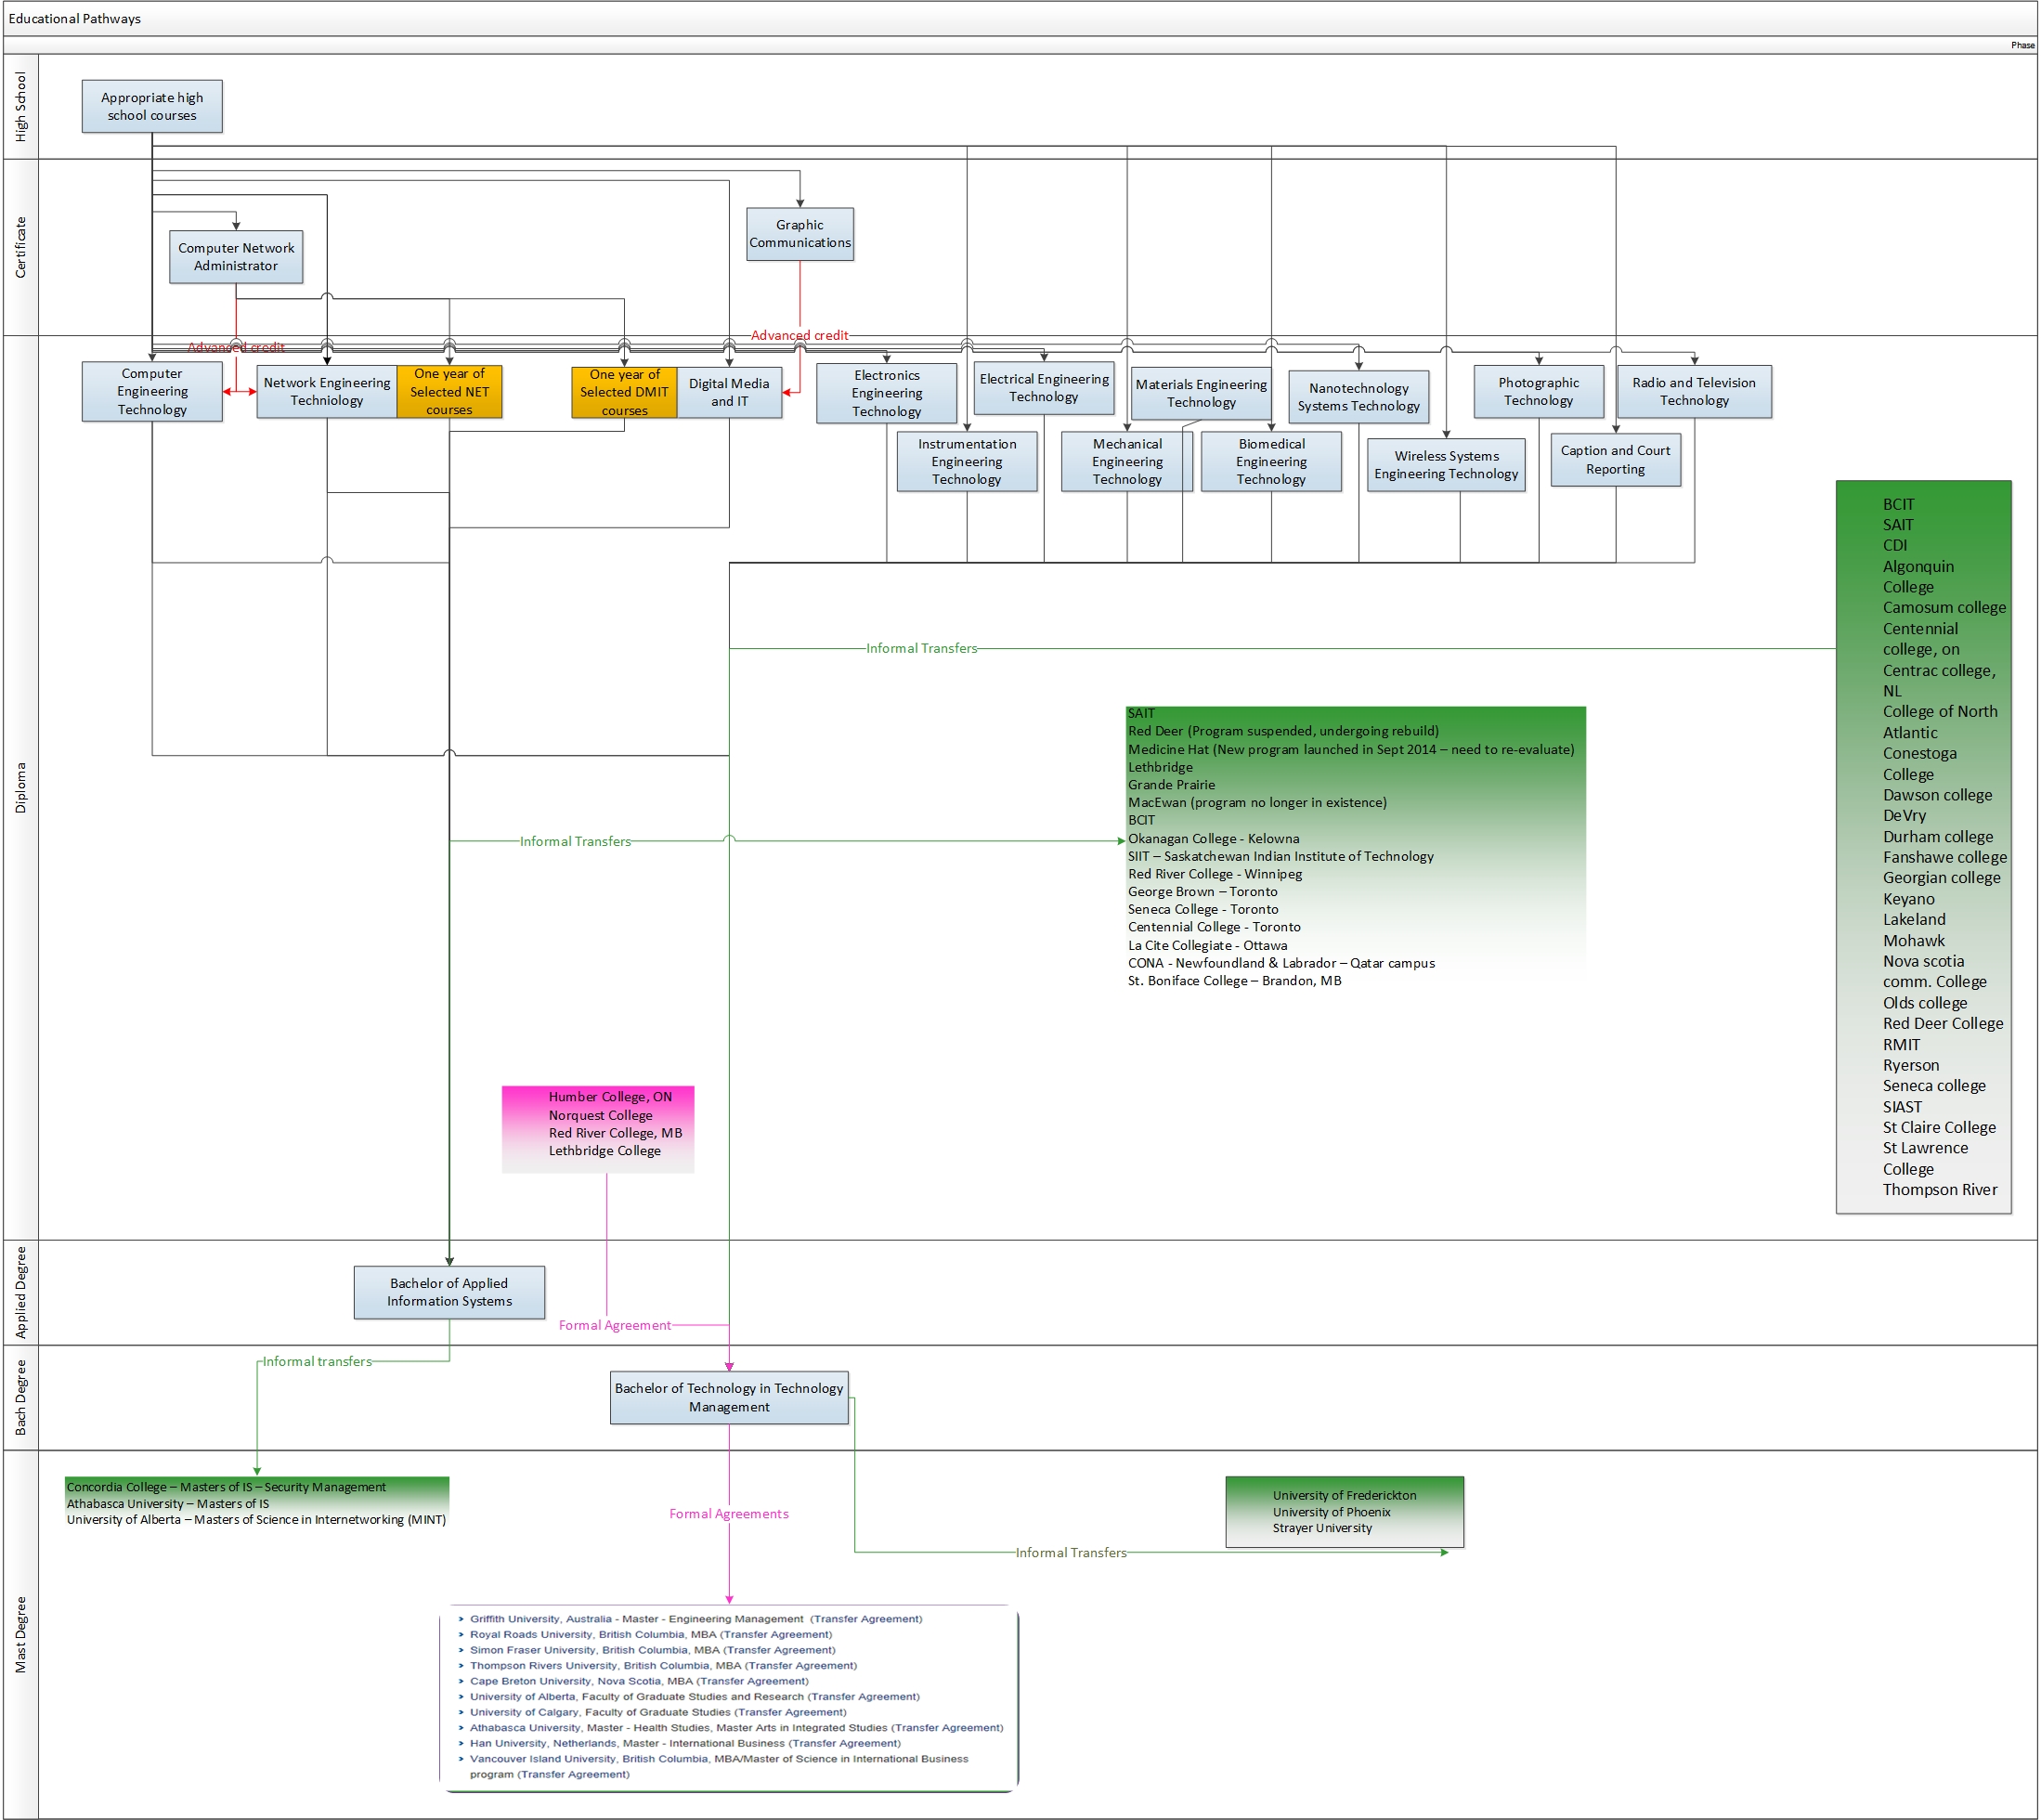 Educational Pathways
Phase
High School
Appropriate high
school courses
Certificate
Graphic
Communications
Computer Network
Administrator
Advanced credit
Advanced credit
Diploma
Computer
Engineering
Technology
Network Engineering
Techniology
One year of
Selected NET
courses
One year of
Selected DMIT
courses
Digital Media
and IT
Electronics
Engineering
Technology
Electrical Engineering
Technology
Materials Engineering
Technology
Nanotechnology
Systems Technology
Photographic
Technology
Radio and Television
Technology
Instrumentation
Engineering
Technology
Mechanical
Engineering
Technology
Biomedical
Engineering
Technology
Wireless Systems
Engineering Technology
Caption and Court
Reporting
BCIT
SAIT
CDI
Algonquin
College
Camosum college
Centennial
college, on
Centrac college,
NL
College of North
Atlantic
Conestoga
College
Dawson college
DeVry
Durham college
Fanshawe college
Georgian college
Keyano
Lakeland
Mohawk
Nova scotia
comm. College
Olds college
Red Deer College
RMIT
Ryerson
Seneca college
SIAST
St Claire College
St Lawrence
College
Thompson River
Informal Transfers
SAIT
Red Deer (Program suspended, undergoing rebuild)
Medicine Hat (New program launched in Sept 2014 – need to re-evaluate)
Lethbridge
Grande Prairie
MacEwan (program no longer in existence)
BCIT
Okanagan College - Kelowna
SIIT – Saskatchewan Indian Institute of Technology
Red River College - Winnipeg
George Brown – Toronto
Seneca College - Toronto
Centennial College - Toronto
La Cite Collegiate - Ottawa
CONA - Newfoundland & Labrador – Qatar campus
St. Boniface College – Brandon, MB
Informal Transfers
Humber College, ON
Norquest College
Red River College, MB
Lethbridge College
Applied Degree
Bachelor of Applied
Information Systems
Formal Agreement
Bach Degree
Informal transfers
Bachelor of Technology in Technology
Management
Mast Degree
Concordia College – Masters of IS – Security Management
Athabasca University – Masters of IS
University of Alberta – Masters of Science in Internetworking (MINT)
Formal Agreements
University of Frederickton
University of Phoenix
Strayer University
Informal Transfers
Griffith University, Australia - Master - Engineering Management (Transfer Agreement)
Royal Roads University, British Columbia, MBA (Transfer Agreement)
Simon Fraser University, British Columbia, MBA (Transfer Agreement)
Thompson Rivers University, British Columbia, MBA (Transfer Agreement)
Cape Breton University, Nova Scotia, MBA (Transfer Agreement)
University of Alberta, Faculty of Graduate Studies and Research (Transfer Agreement)
University of Calgary, Faculty of Graduate Studies (Transfer Agreement)
Athabasca University, Master - Health Studies, Master Arts in Integrated Studies (Transfer Agreement)
Han University, Netherlands, Master - International Business (Transfer Agreement)
Vancouver Island University, British Columbia, MBA/Master of Science in International Business
program (Transfer Agreement)